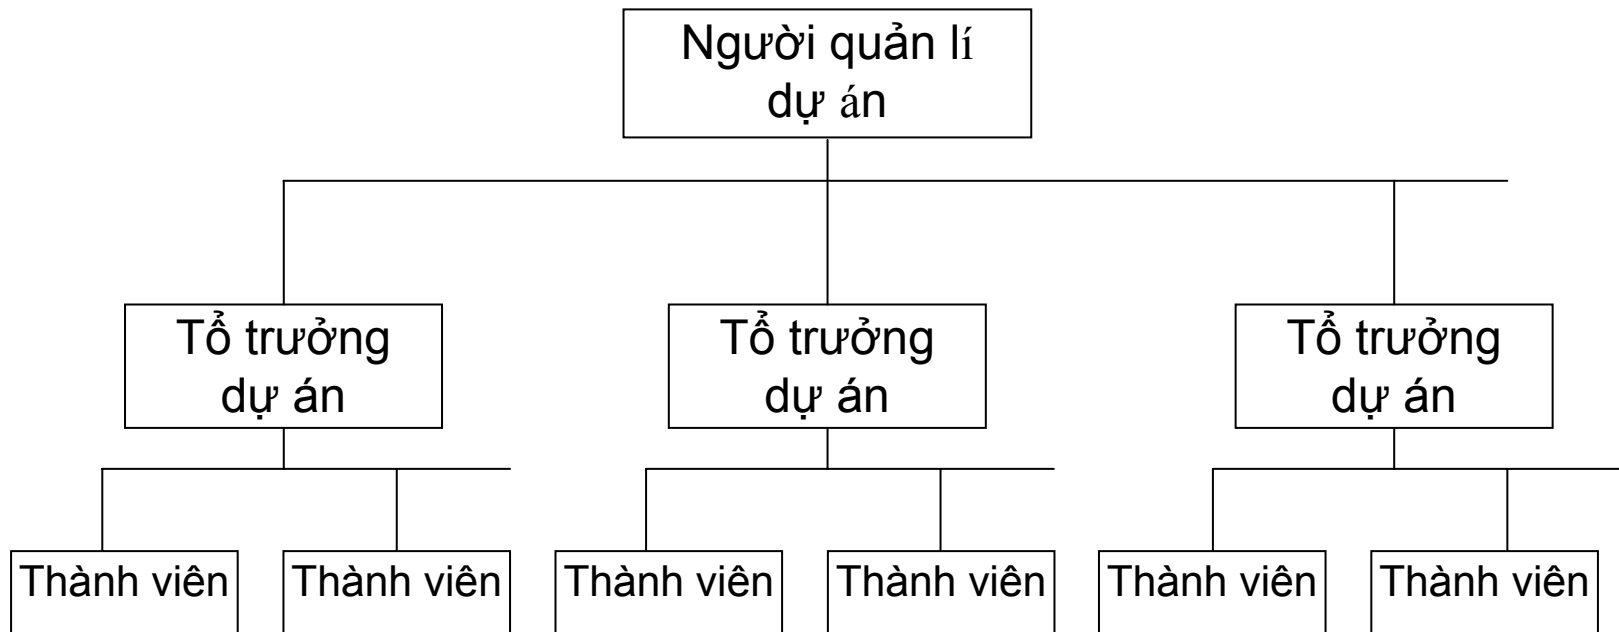 Người quản lí
dự án
Tổ trưởng
dự án
Tổ trưởng
dự án
Tổ trưởng
dự án
Thành viên
Thành viên
Thành viên
Thành viên
Thành viên
Thành viên